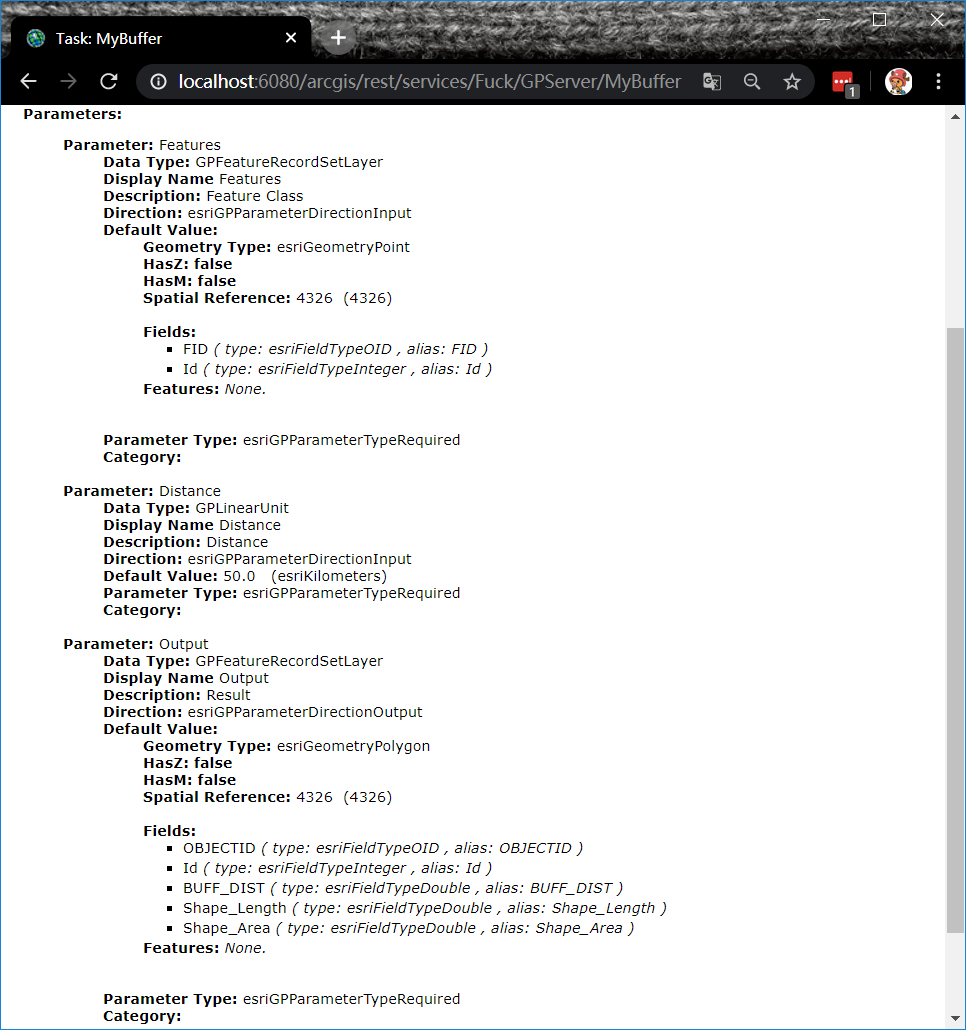 Task: MyBuffer
localhost:6080/arcgis/rest/services/Fuck/GPServer/MyBuffer
1
Parameters:
Parameter: Features
Data Type: GPFeatureRecordSetLayer
Display Name Features
Description: Feature Class
Direction: esriGPParameterDirectionInput
Default Value:
Geometry Type: esriGeometryPoint
HasZ: false
HasM: false
Spatial Reference: 4326 (4326)
Fields:
FID ( type: esriFieldTypeOID , alias: FID )
Id ( type: esriFieldTypeInteger , alias: Id )
Features: None.
Parameter Type: esriGPParameterTypeRequired
Category:
Parameter: Distance
Data Type: GPLinearUnit
Display Name Distance
Description: Distance
Direction: esriGPParameterDirectionInput
Default Value: 50.0 (esriKilometers)
Parameter Type: esriGPParameterTypeRequired
Category:
Parameter: Output
Data Type: GPFeatureRecordSetLayer
Display Name Output
Description: Result
Direction: esriGPParameterDirectionOutput
Default Value:
Geometry Type: esriGeometryPolygon
HasZ: false
HasM: false
Spatial Reference: 4326 (4326)
Fields:
OBJECTID ( type: esriFieldTypeOID , alias: OBJECTID )
Id ( type: esriFieldTypeInteger , alias: Id )
BUFF_DIST ( type: esriFieldTypeDouble , alias: BUFF_DIST )
Shape_Length ( type: esriFieldTypeDouble , alias: Shape_Length )
Shape_Area ( type: esriFieldTypeDouble , alias: Shape_Area )
Features: None.
Parameter Type: esriGPParameterTypeRequired
Category: